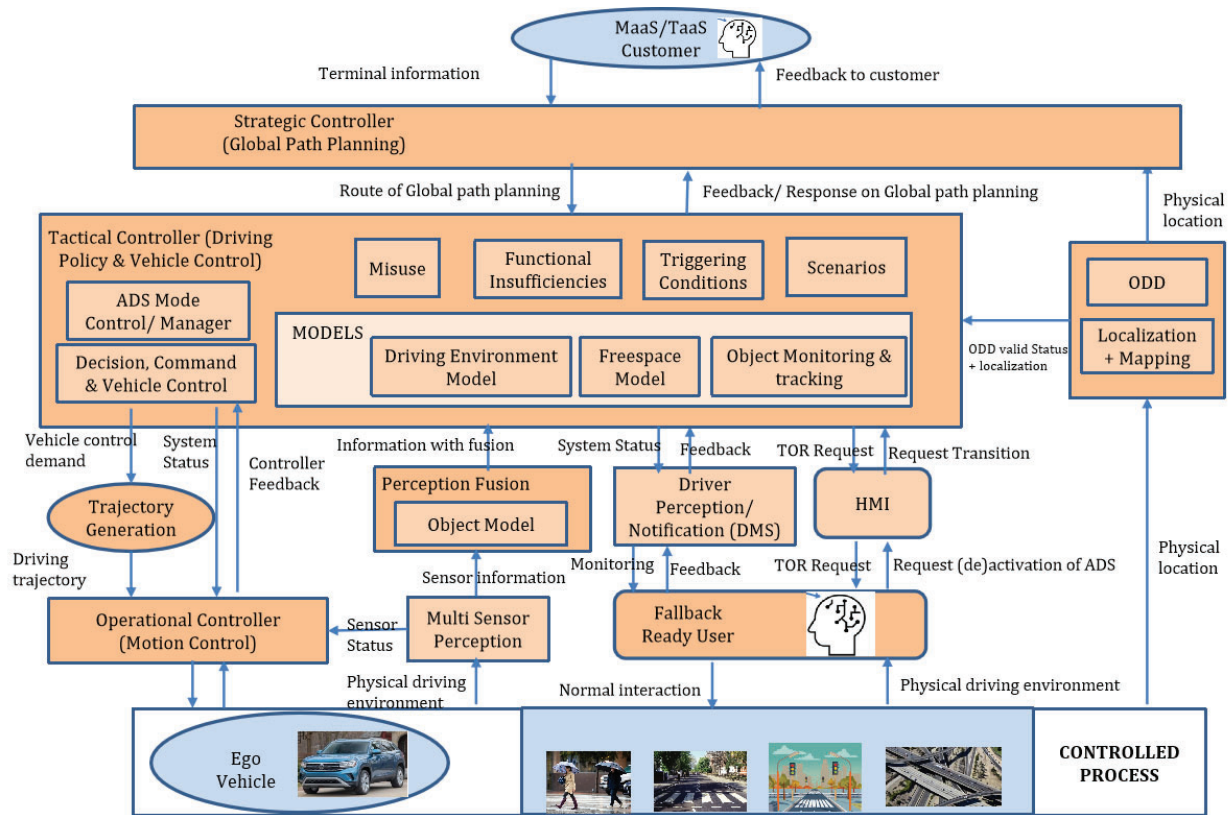 MaaS/TaaS
Customer
Terminal information
Feedback to customer
Strategic Controller
(Global Path Planning)
Route of Global path planning
Feedback/ Response on Global path planning
Physical
location
Tactical Controller (Driving
Policy & Vehicle Control)
Misuse
Functional
Insufficiencies
Triggering
Conditions
Scenarios
ODD
ADS Mode
Control/ Manager
MODELS
Localization
+ Mapping
Decision, Command
& Vehicle Control
Driving Environment
Model
Freespace
Model
Object Monitoring &
tracking
ODD valid Status
+ localization
Vehicle control
demand
System
Status
Controller
Feedback
Information with fusion
System Status
Feedback
TOR Request
Request Transition
Trajectory
Generation
Perception Fusion
Object Model
Driver
Perception/
Notification (DMS)
HMI
Driving
trajectory
Sensor information
Monitoring
Feedback
TOR Request
Request (de)activation of ADS
Physical
location
Operational Controller
(Motion Control)
Sensor
Status
Multi Sensor
Perception
Fallback
Ready User
Physical driving
environment
Normal interaction
Physical driving environment
Ego
Vehicle
CONTROLLED
PROCESS